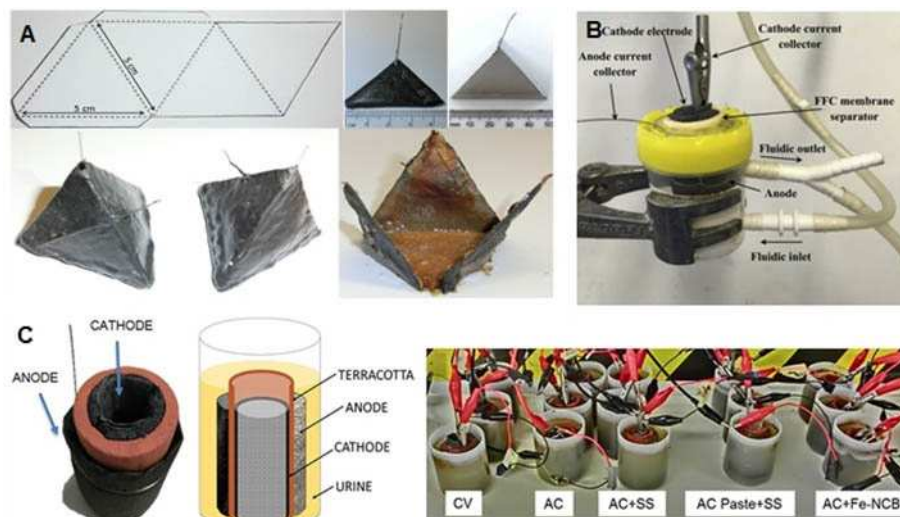 A
5 cm
5 cm
B
Cathode electrode
Cathode current
collector
Anode current
collector
FFC membrane
separator
Fluidic outlet
Anode
Fluidic inlet
C
CATHODE
ANODE
TERRACOTTA
ANODE
CATHODE
URINE
CV
AC
AC+SS
AC Paste+SS
AC+Fe-NCB